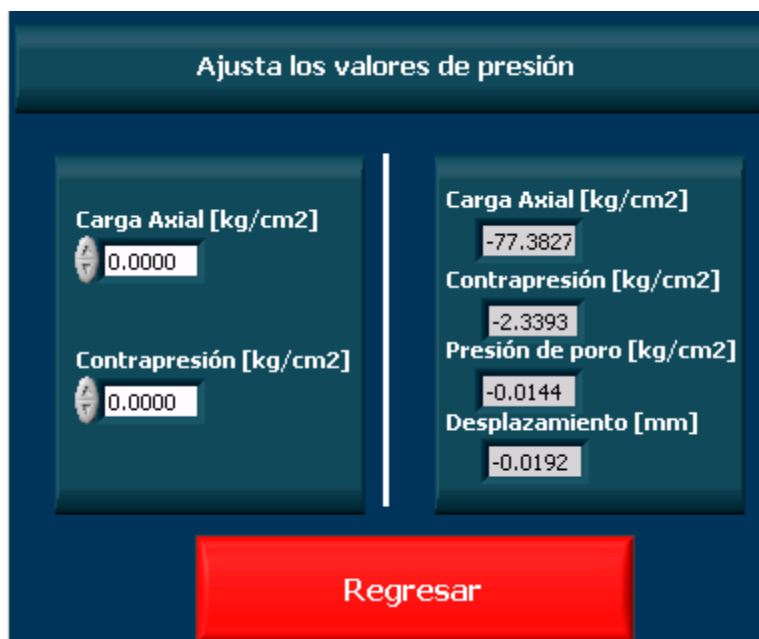 Ajusta los valores de presión
Carga Axial [kg/cm2]
0.0000
Contrapresión [kg/cm2]
0.0000
Carga Axial [kg/cm2]
-77.3827
Contrapresión [kg/cm2]
-2.3393
Presión de poro [kg/cm2]
-0.0144
Desplazamiento [mm]
-0.0192
Regresar